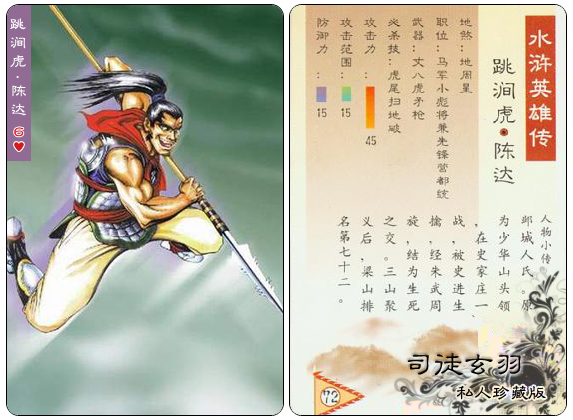 跳涧虎·陈达
6♥
水浒英雄传
跳涧虎·陈达
地煞:地周星
职位:马军小彪将兼先锋营都统
武器:丈八虎矛枪
必杀技:虎尾扫地破
攻击力:45
攻击范围:15
防御力:15
人物小传
邺城人氏。原
为少华山头领
,在史家庄一
战,被史进生
擒,经朱武周
旋,结为生死
之交。三山聚
义后,梁山排
名第七十二。
72
司徒玄羽
私人珍藏版